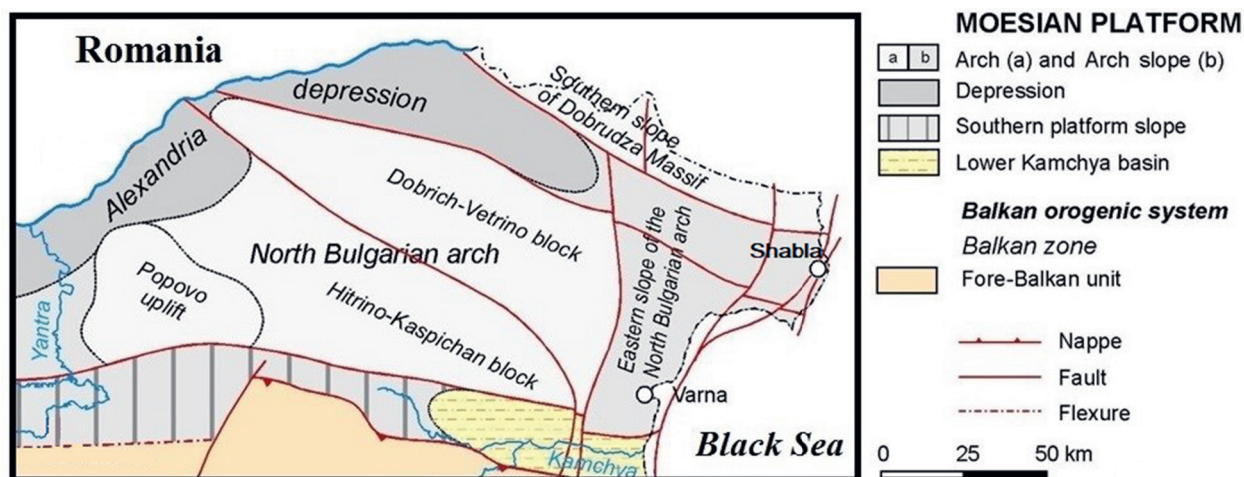 Romania
depression
Southern slope
of Dobrudza Massif
Alexandria
Dobrich-Vetrino block
North Bulgarian arch
Popovo
uplift
Hitrino-Kaspichan block
Eastern slope of the
North Bulgarian arch
Shabla
Yantra
Varna
Black Sea
Kamchya
MOESIAN PLATFORM
a b Arch (a) and Arch slope (b)
Depression
Southern platform slope
Lower Kamchya basin
Balkan orogenic system
Balkan zone
Fore-Balkan unit
Nappe
Fault
Flexure
0 25 50 km